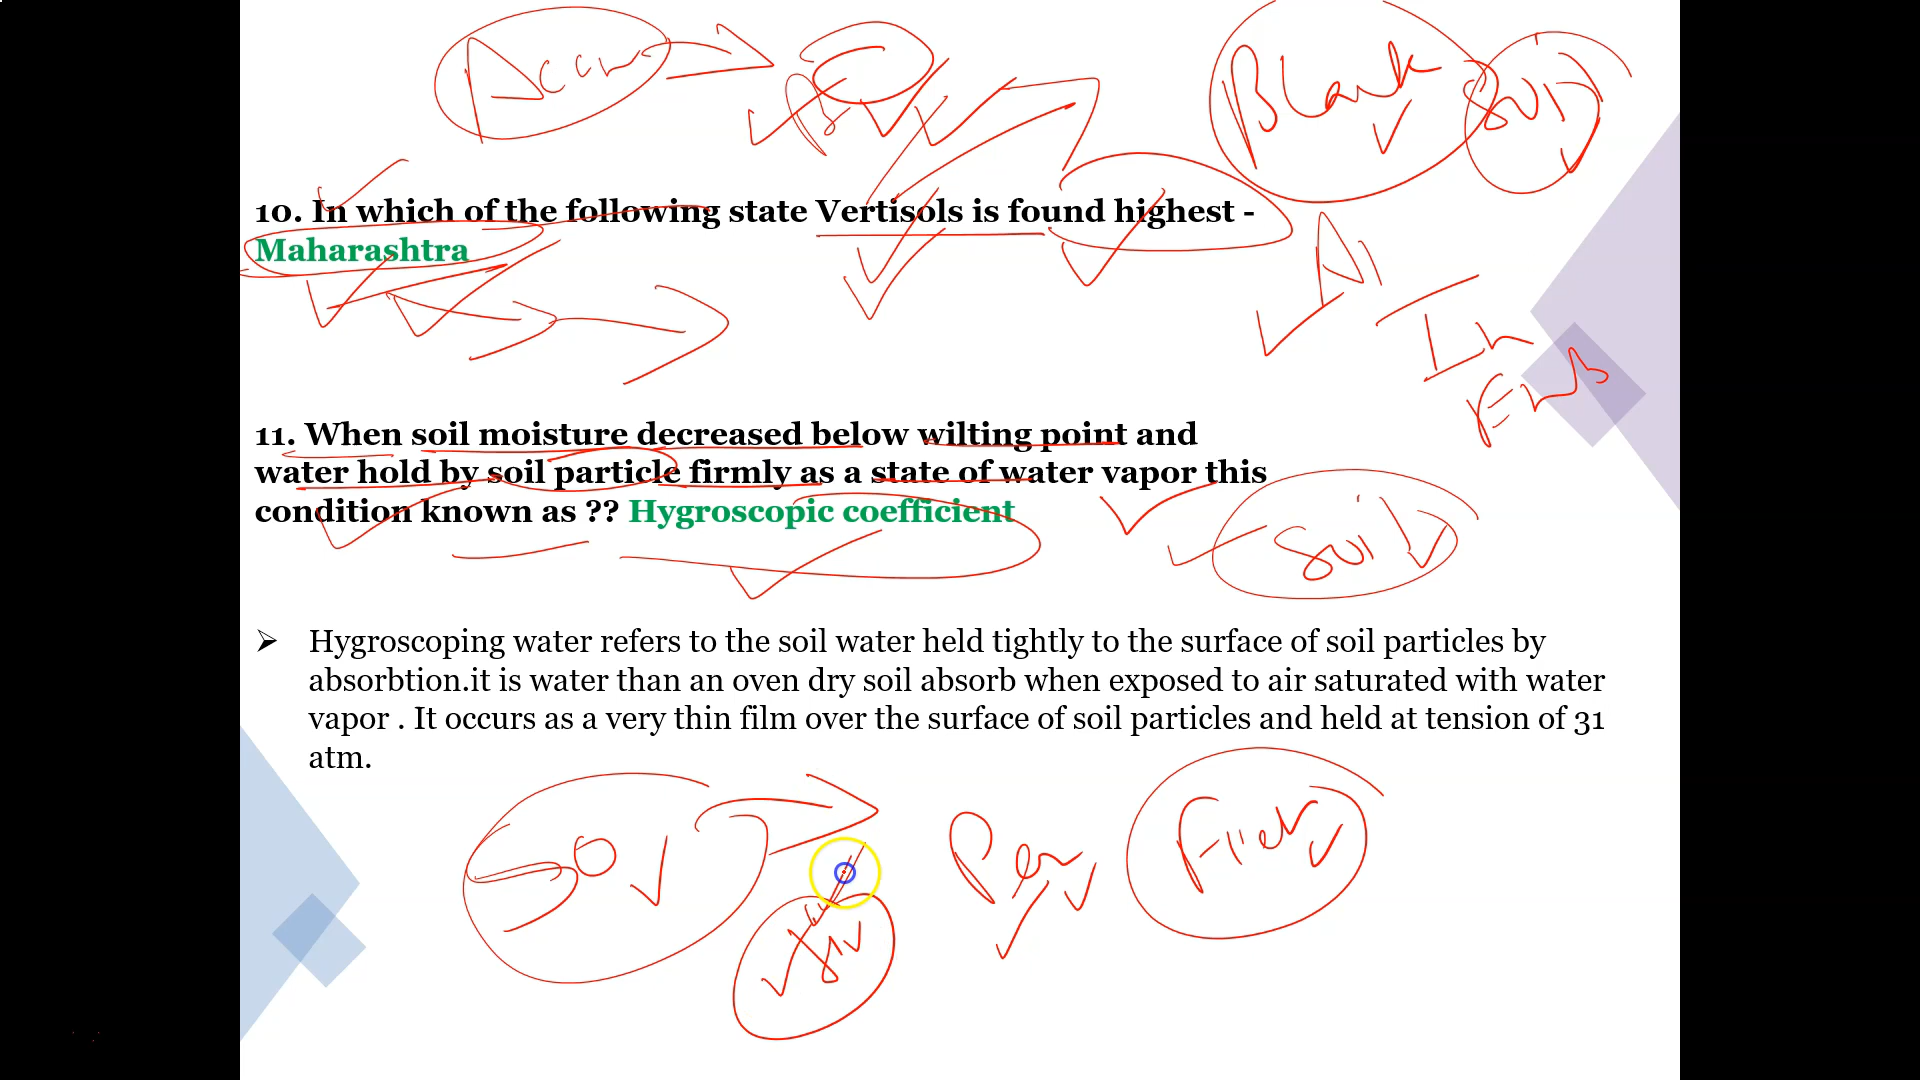 Black Soil
10. In which of the following state Vertisols is found highest -
Maharashtra
In
11. When soil moisture decreased below wilting point and
water hold by soil particle firmly as a state of water vapor this
condition known as ?? Hygroscopic coefficient
Soil
➢ Hygroscoping water refers to the soil water held tightly to the surface of soil particles by
absorbtion.it is water than an oven dry soil absorb when exposed to air saturated with water
vapor . It occurs as a very thin film over the surface of soil particles and held at tension of 31
atm.
Per